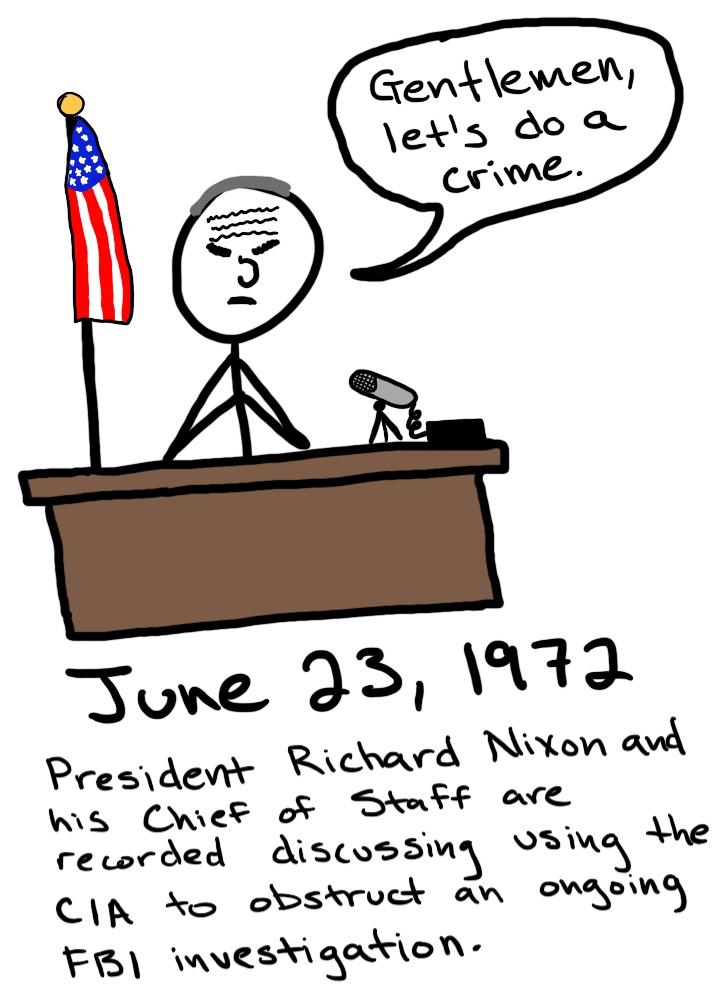 Gentlemen,
let's do a
crime.
June 23, 1972
President Richard Nixon and
his Chief of Staff are
recorded discussing using the
CIA to obstruct an ongoing
FBI investigation.